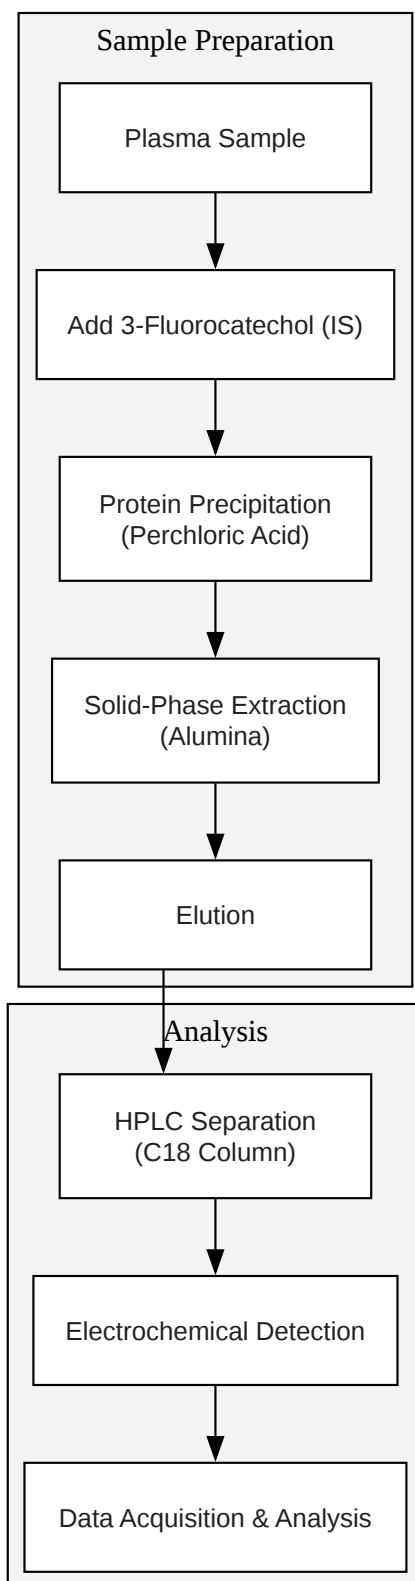 Sample Preparation
Plasma Sample
Add 3-Fluorocatechol (IS)
Protein Precipitation
(Perchloric Acid)
Solid-Phase Extraction
(Alumina)
Elution
Analysis
HPLC Separation
(C18 Column)
Electrochemical Detection
Data Acquisition & Analysis